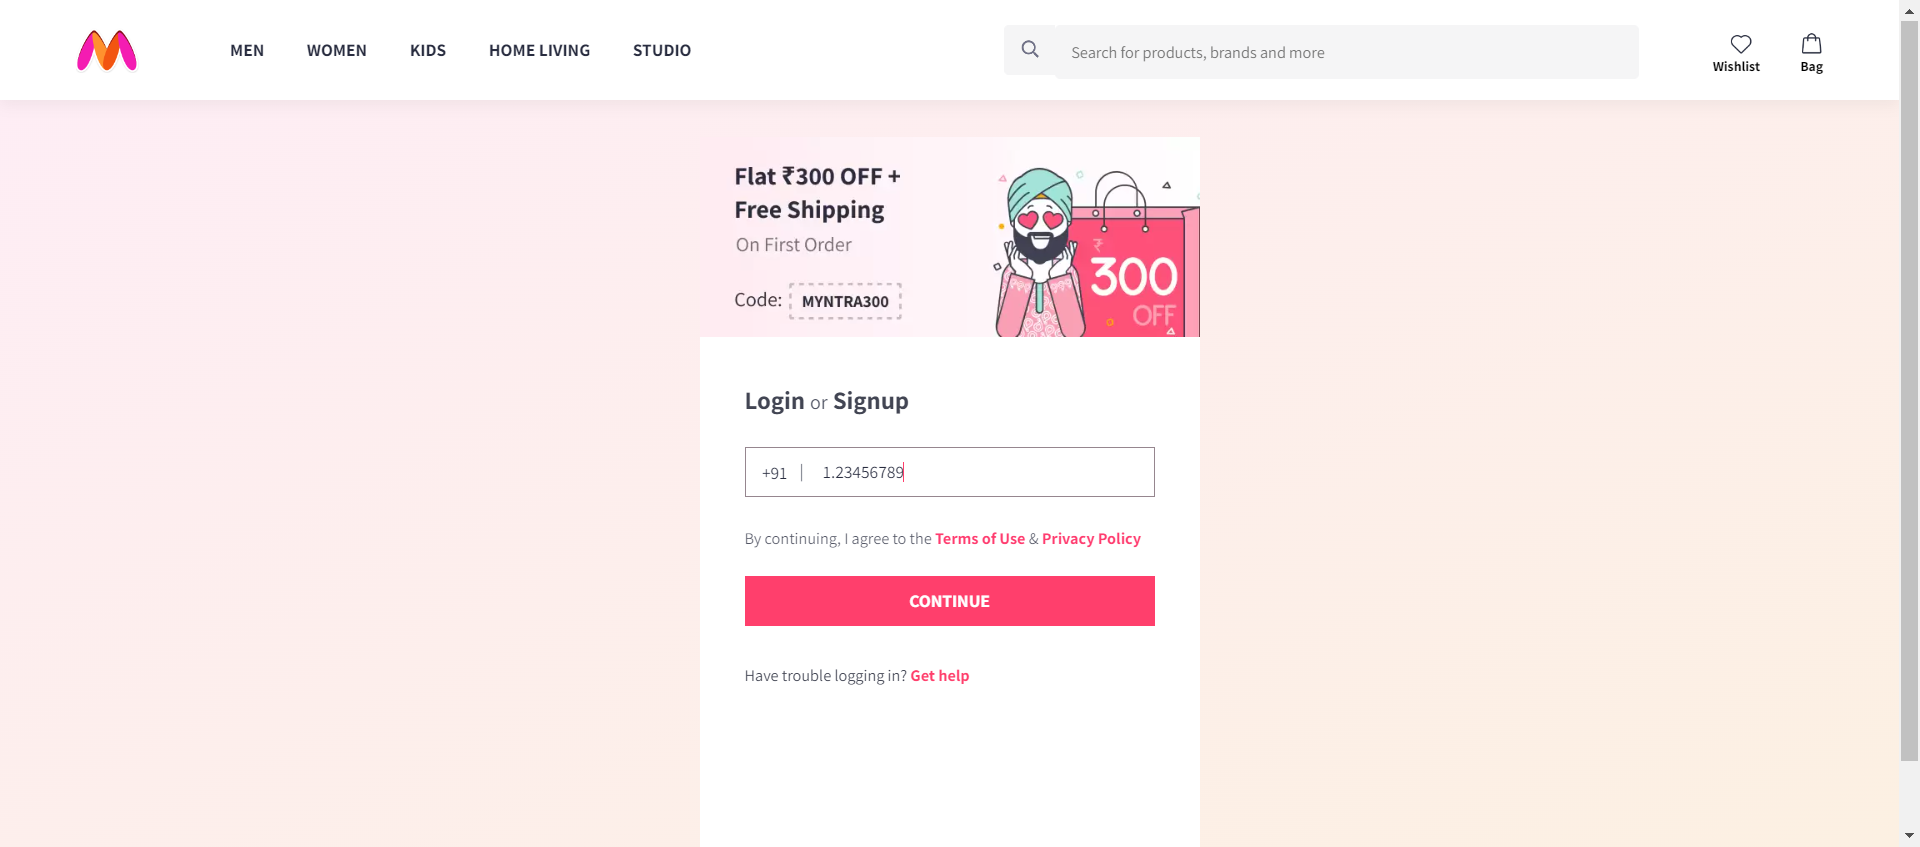 MEN WOMEN KIDS HOME LIVING STUDIO Search for products, brands and more Wishlist Bag
Flat ₹300 OFF +
Free Shipping
On First Order
Code: MYNTRA300
₹
300
OFF
Login or Signup
+91 | 1.23456789
By continuing, I agree to the Terms of Use & Privacy Policy
CONTINUE
Have trouble logging in? Get help